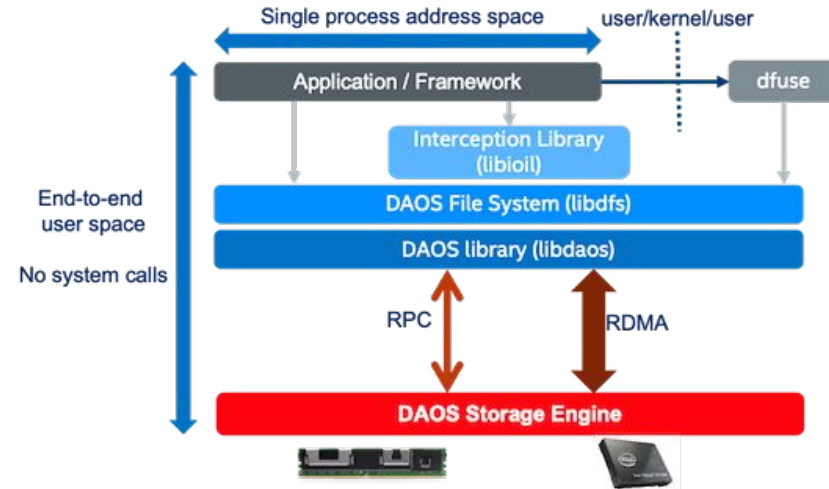 Single process address space
user/kernel/user
Application / Framework
dfuse
Interception Library
(libioil)
End-to-end
user space
No system calls
DAOS File System (libdfs)
DAOS library (libdaos)
RPC
RDMA
DAOS Storage Engine